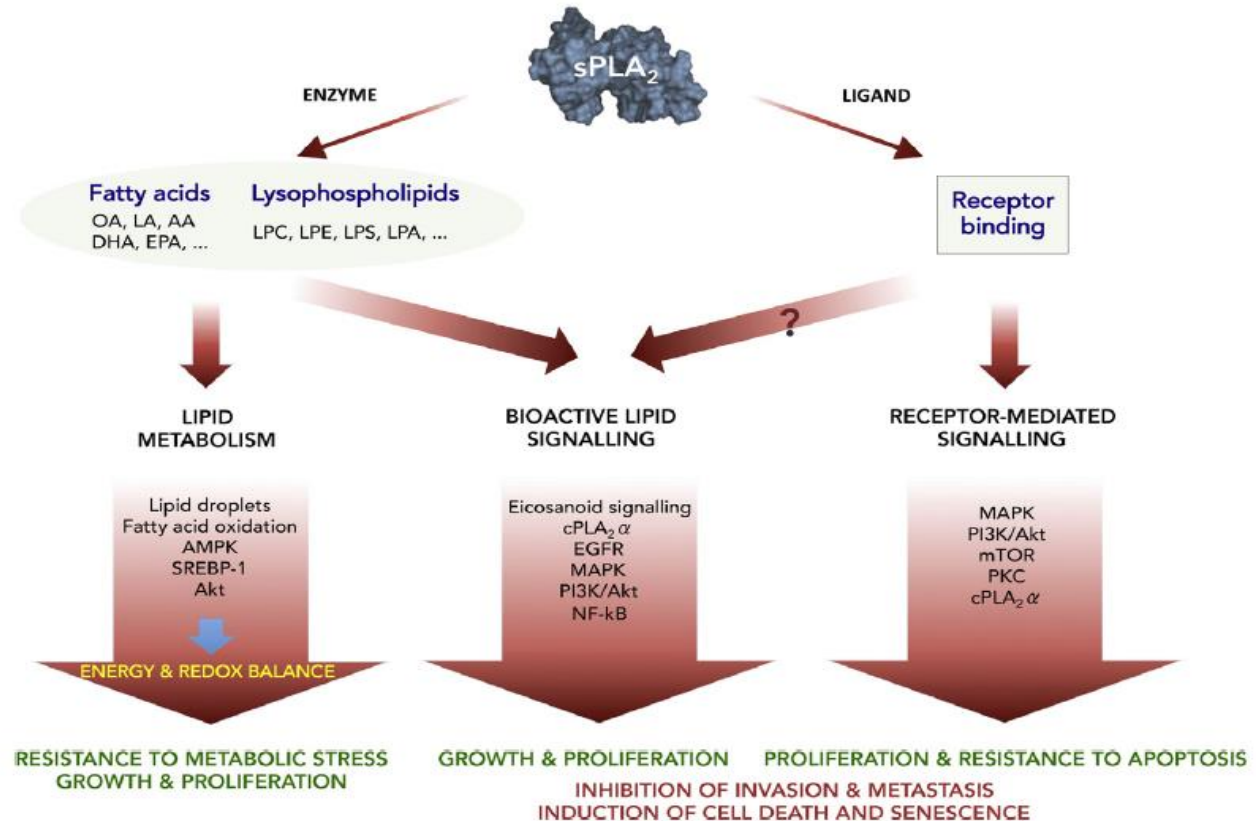 sPLA₂
ENZYME
LIGAND
Fatty acids
OA, LA, AA
DHA, EPA, ...
Lysophospholipids
LPC, LPE, LPS, LPA, ...
Receptor
binding
?
LIPID
METABOLISM
Lipid droplets
Fatty acid oxidation
AMPK
SREBP-1
Akt
ENERGY & REDOX BALANCE
RESISTANCE TO METABOLIC STRESS
GROWTH & PROLIFERATION
BIOACTIVE LIPID
SIGNALLING
Eicosanoid signalling
cPLA₂ α
EGFR
MAPK
PI3K/Akt
NF-kB
GROWTH & PROLIFERATION
RECEPTOR-MEDIATED
SIGNALLING
MAPK
PI3K/Akt
mTOR
PKC
cPLA₂ α
PROLIFERATION & RESISTANCE TO APOPTOSIS
INHIBITION OF INVASION & METASTASIS
INDUCTION OF CELL DEATH AND SENESCENCE